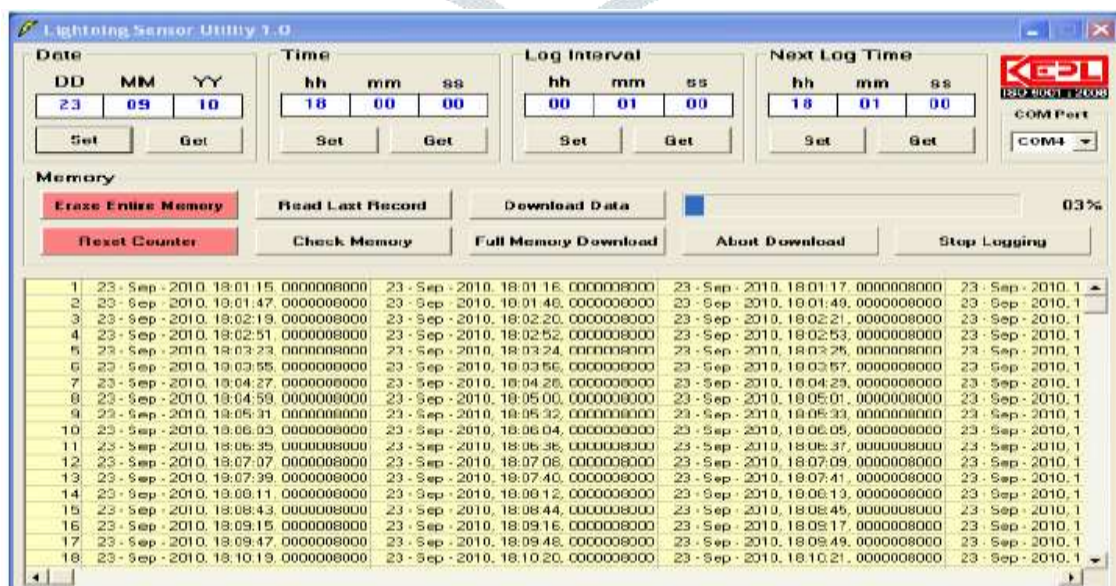 Lightning Sensor Utility 1.0
Date Time Log Interval Next Log Time
DD MM YY hh mm ss hh mm ss hh mm ss
23 09 10 18 00 00 00 01 00 18 01 00
Set Get Set Get Set Get Set Get
KEPL
ISO 9001 : 2008
COM Port
COM4
Memory
Erase Entire Memory Read Last Record Download Data 03%
Reset Counter Check Memory Full Memory Download Abort Download Stop Logging
1 23 - Sep - 2010, 18:01:15, 0000008000 23 - Sep - 2010, 18:01:16, 0000008000 23 - Sep - 2010, 18:01:17, 0000008000 23 - Sep - 2010, 1
2 23 - Sep - 2010, 18:01:47, 0000008000 23 - Sep - 2010, 18:01:48, 0000008000 23 - Sep - 2010, 18:01:49, 0000008000 23 - Sep - 2010, 1
3 23 - Sep - 2010, 18:02:19, 0000008000 23 - Sep - 2010, 18:02:20, 0000008000 23 - Sep - 2010, 18:02:21, 0000008000 23 - Sep - 2010, 1
4 23 - Sep - 2010, 18:02:51, 0000008000 23 - Sep - 2010, 18:02:52, 0000008000 23 - Sep - 2010, 18:02:53, 0000008000 23 - Sep - 2010, 1
5 23 - Sep - 2010, 18:03:23, 0000008000 23 - Sep - 2010, 18:03:24, 0000008000 23 - Sep - 2010, 18:03:25, 0000008000 23 - Sep - 2010, 1
6 23 - Sep - 2010, 18:03:55, 0000008000 23 - Sep - 2010, 18:03:56, 0000008000 23 - Sep - 2010, 18:03:57, 0000008000 23 - Sep - 2010, 1
7 23 - Sep - 2010, 18:04:27, 0000008000 23 - Sep - 2010, 18:04:28, 0000008000 23 - Sep - 2010, 18:04:29, 0000008000 23 - Sep - 2010, 1
8 23 - Sep - 2010, 18:04:59, 0000008000 23 - Sep - 2010, 18:05:00, 0000008000 23 - Sep - 2010, 18:05:01, 0000008000 23 - Sep - 2010, 1
9 23 - Sep - 2010, 18:05:31, 0000008000 23 - Sep - 2010, 18:05:32, 0000008000 23 - Sep - 2010, 18:05:33, 0000008000 23 - Sep - 2010, 1
10 23 - Sep - 2010, 18:06:03, 0000008000 23 - Sep - 2010, 18:06:04, 0000008000 23 - Sep - 2010, 18:06:05, 0000008000 23 - Sep - 2010, 1
11 23 - Sep - 2010, 18:06:35, 0000008000 23 - Sep - 2010, 18:06:36, 0000008000 23 - Sep - 2010, 18:06:37, 0000008000 23 - Sep - 2010, 1
12 23 - Sep - 2010, 18:07:07, 0000008000 23 - Sep - 2010, 18:07:08, 0000008000 23 - Sep - 2010, 18:07:09, 0000008000 23 - Sep - 2010, 1
13 23 - Sep - 2010, 18:07:39, 0000008000 23 - Sep - 2010, 18:07:40, 0000008000 23 - Sep - 2010, 18:07:41, 0000008000 23 - Sep - 2010, 1
14 23 - Sep - 2010, 18:08:11, 0000008000 23 - Sep - 2010, 18:08:12, 0000008000 23 - Sep - 2010, 18:08:13, 0000008000 23 - Sep - 2010, 1
15 23 - Sep - 2010, 18:08:43, 0000008000 23 - Sep - 2010, 18:08:44, 0000008000 23 - Sep - 2010, 18:08:45, 0000008000 23 - Sep - 2010, 1
16 23 - Sep - 2010, 18:09:15, 0000008000 23 - Sep - 2010, 18:09:16, 0000008000 23 - Sep - 2010, 18:09:17, 0000008000 23 - Sep - 2010, 1
17 23 - Sep - 2010, 18:09:47, 0000008000 23 - Sep - 2010, 18:09:48, 0000008000 23 - Sep - 2010, 18:09:49, 0000008000 23 - Sep - 2010, 1
18 23 - Sep - 2010, 18:10:19, 0000008000 23 - Sep - 2010, 18:10:20, 0000008000 23 - Sep - 2010, 18:10:21, 0000008000 23 - Sep - 2010, 1